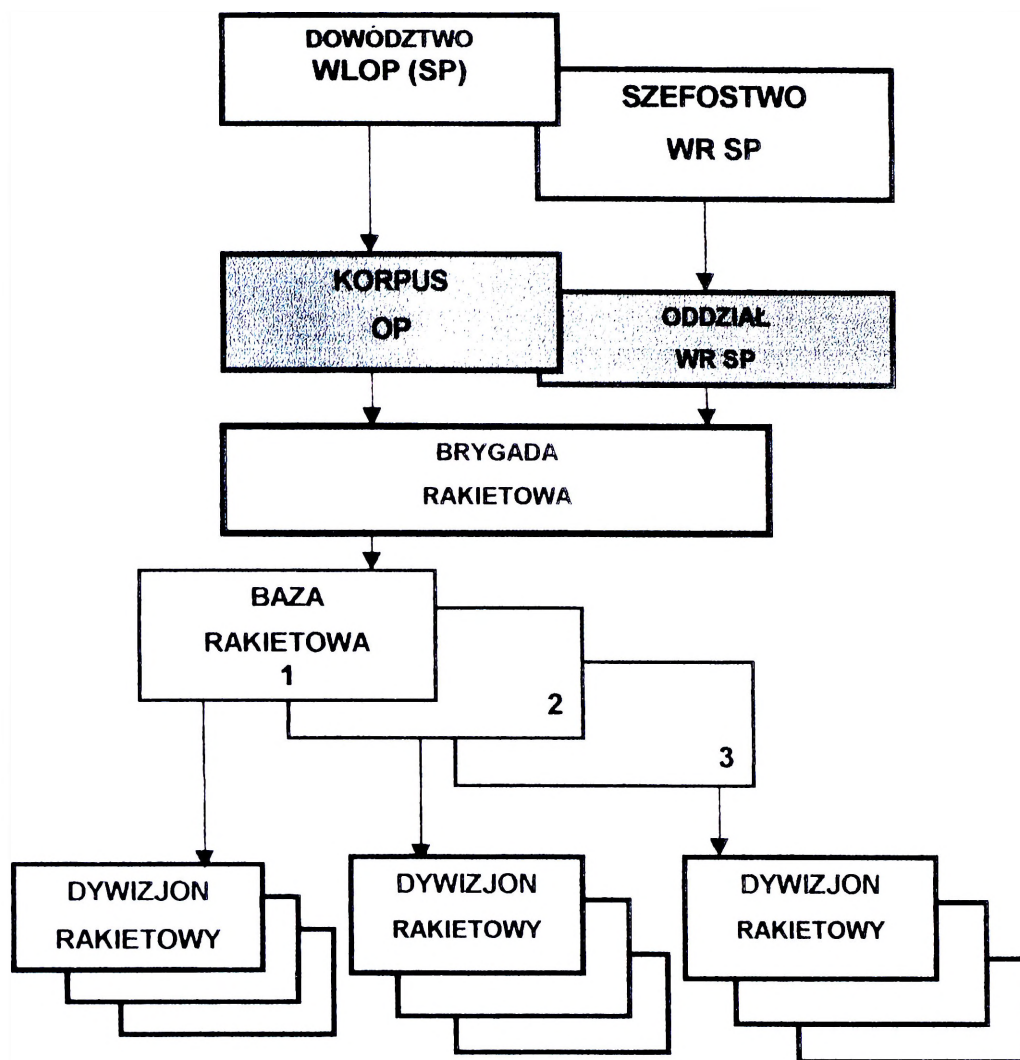 DOWÓDZTWO
WLOP (SP)
SZEFOSTWO
WR SP
KORPUS
OP
ODDZIAŁ
WR SP
BRYGADA
RAKIETOWA
BAZA
RAKIETOWA
1
2
3
DYWIZJON
RAKIETOWY
DYWIZJON
RAKIETOWY
DYWIZJON
RAKIETOWY